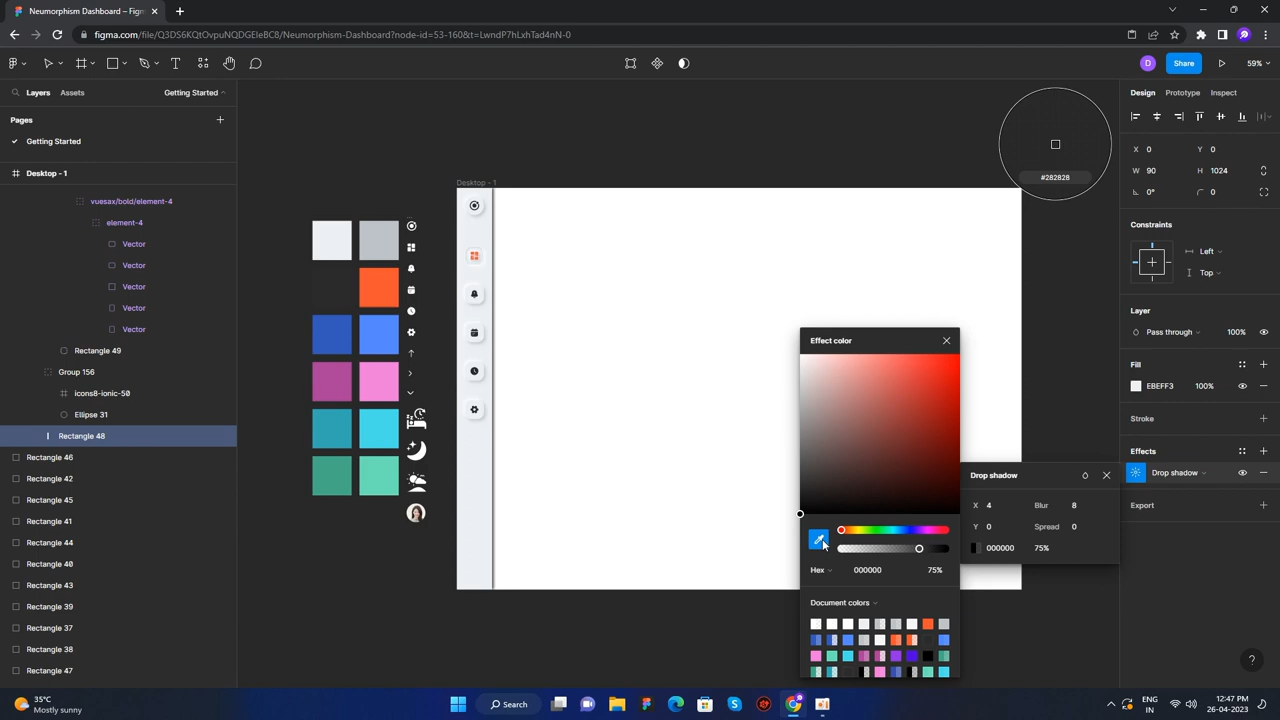 Neumorphism Dashboard – Figm
figma.com/file/Q3DS6KQtOvpuNQDGEleBC8/Neumorphism-Dashboard?node-id=53-160&t=LwndP7hLxhTad4nN-0
D
Share
59%
Layers
Assets
Getting Started
Design
Prototype
Inspect
Pages
Getting Started
X 0
Y 0
Desktop - 1
W 90
H 1024
0°
0
#282828
vuesax/bold/element-4
Desktop - 1
element-4
Constraints
Vector
Left
Vector
Top
Vector
Vector
Layer
Vector
Pass through
100%
Effect color
Rectangle 49
Fill
Group 156
EBEFF3
100%
icons8-ionic-50
Ellipse 31
Stroke
Rectangle 48
Effects
Rectangle 46
Drop shadow
Drop shadow
Rectangle 42
Rectangle 45
X 4
Blur 8
Export
Rectangle 41
Y 0
Spread 0
Rectangle 44
000000
75%
Rectangle 40
Hex
000000
75%
Rectangle 43
Rectangle 39
Document colors
Rectangle 37
Rectangle 38
Rectangle 47
?
35°C
Mostly sunny
Search
ENG
IN
12:47 PM
26-04-2023